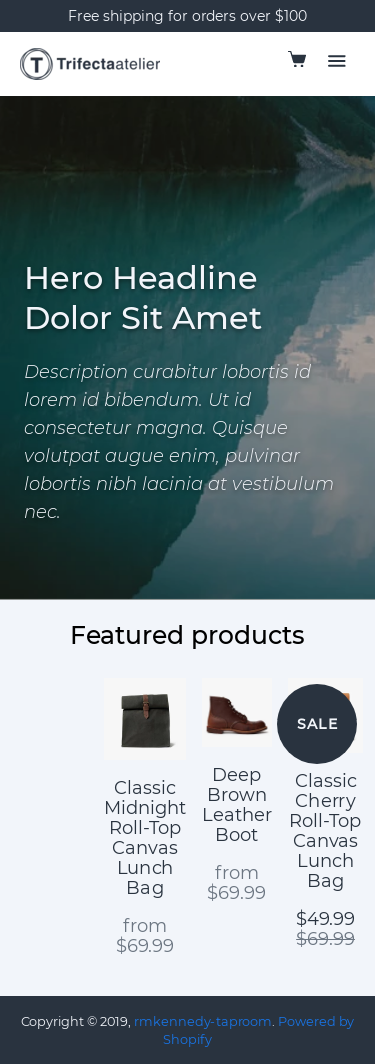 Free shipping for orders over $100
T Trifectaatelier
Hero Headline
Dolor Sit Amet
Description curabitur lobortis id
lorem id bibendum. Ut id
consectetur magna. Quisque
volutpat augue enim, pulvinar
lobortis nibh lacinia at vestibulum
nec.
Featured products
Classic
Midnight
Roll-Top
Canvas
Lunch
Bag
from
$69.99
Deep
Brown
Leather
Boot
from
$69.99
SALE
Classic
Cherry
Roll-Top
Canvas
Lunch
Bag
$49.99
$69.99
Copyright © 2019, rmkennedy-taproom. Powered by
Shopify